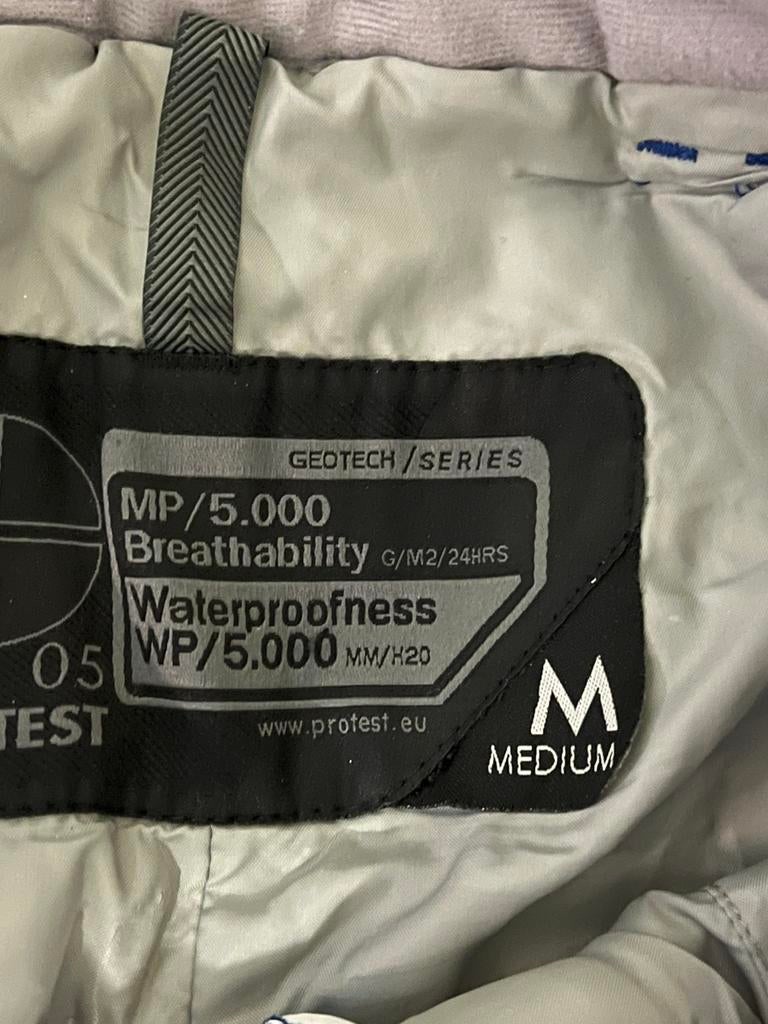 GEOTECH/SERIES
MP/5.000
Breathability G/M2/24HRS
Waterproofness
WP/5.000 MM/H20
05
TEST
www.protest.eu
M
MEDIUM